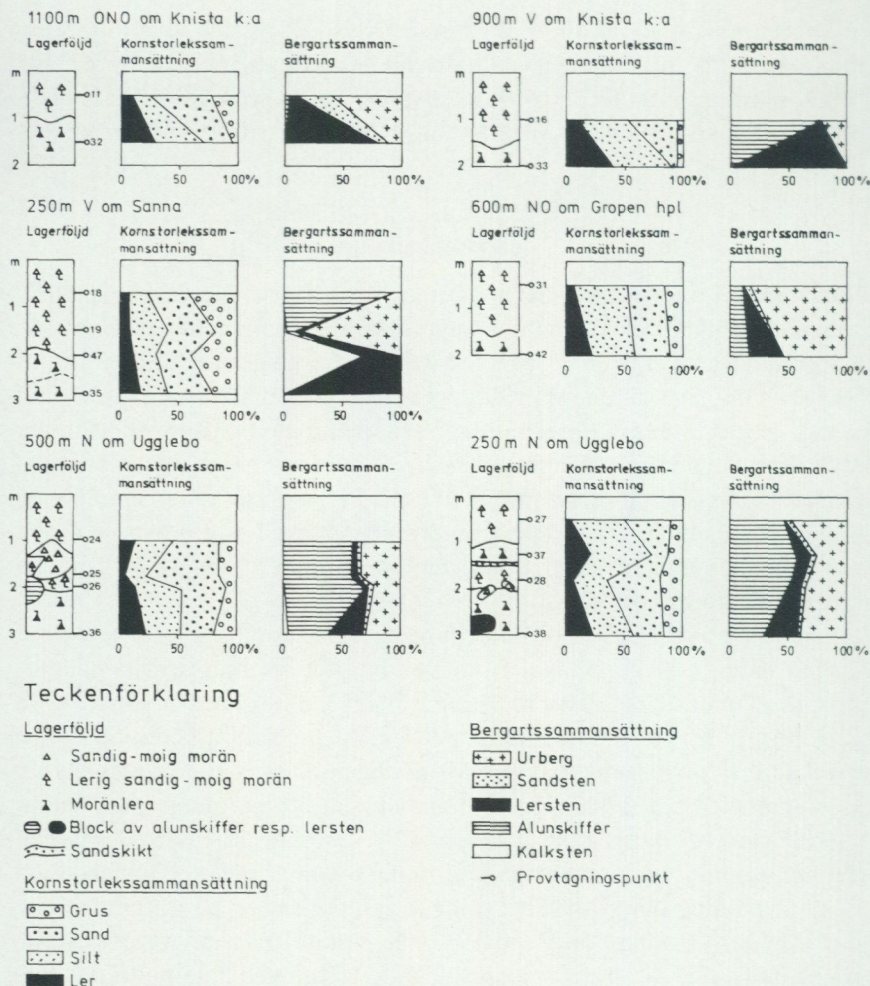 1100m ONO om Knista k:a
Lagerföljd
Kornstorlekssam-
mansättning
Bergartssamman-
sättning
m
1
2
11
32
0 50 100%
0 50 100%
900m V om Knista k:a
Lagerföljd
Kornstorlekssam-
mansättning
Bergartssamman-
sättning
m
1
2
16
33
0 50 100%
0 50 100%
250m V om Sanna
Lagerföljd
Kornstorlekssam-
mansättning
Bergartssamman-
sättning
m
1
2
3
18
19
47
35
0 50 100%
0 50 100%
600m NO om Gropen hpl
Lagerföljd
Kornstorlekssam-
mansättning
Bergartssamman-
sättning
m
1
2
31
42
0 50 100%
0 50 100%
500m N om Ugglebo
Lagerföljd
Kornstorlekssam-
mansättning
Bergartssamman-
sättning
m
1
2
3
24
25
26
36
0 50 100%
0 50 100%
250m N om Ugglebo
Lagerföljd
Kornstorlekssam-
mansättning
Bergartssamman-
sättning
m
1
2
3
27
37
28
38
0 50 100%
0 50 100%
Teckenförklaring
Lagerföljd
Sandig-moig morän
Lerig sandig-moig morän
Moränlera
Block av alunskiffer resp. lersten
Sandskikt
Kornstorlekssammansättning
Grus
Sand
Silt
Ler
Bergartssammansättning
Urberg
Sandsten
Lersten
Alunskiffer
Kalksten
Provtagningspunkt